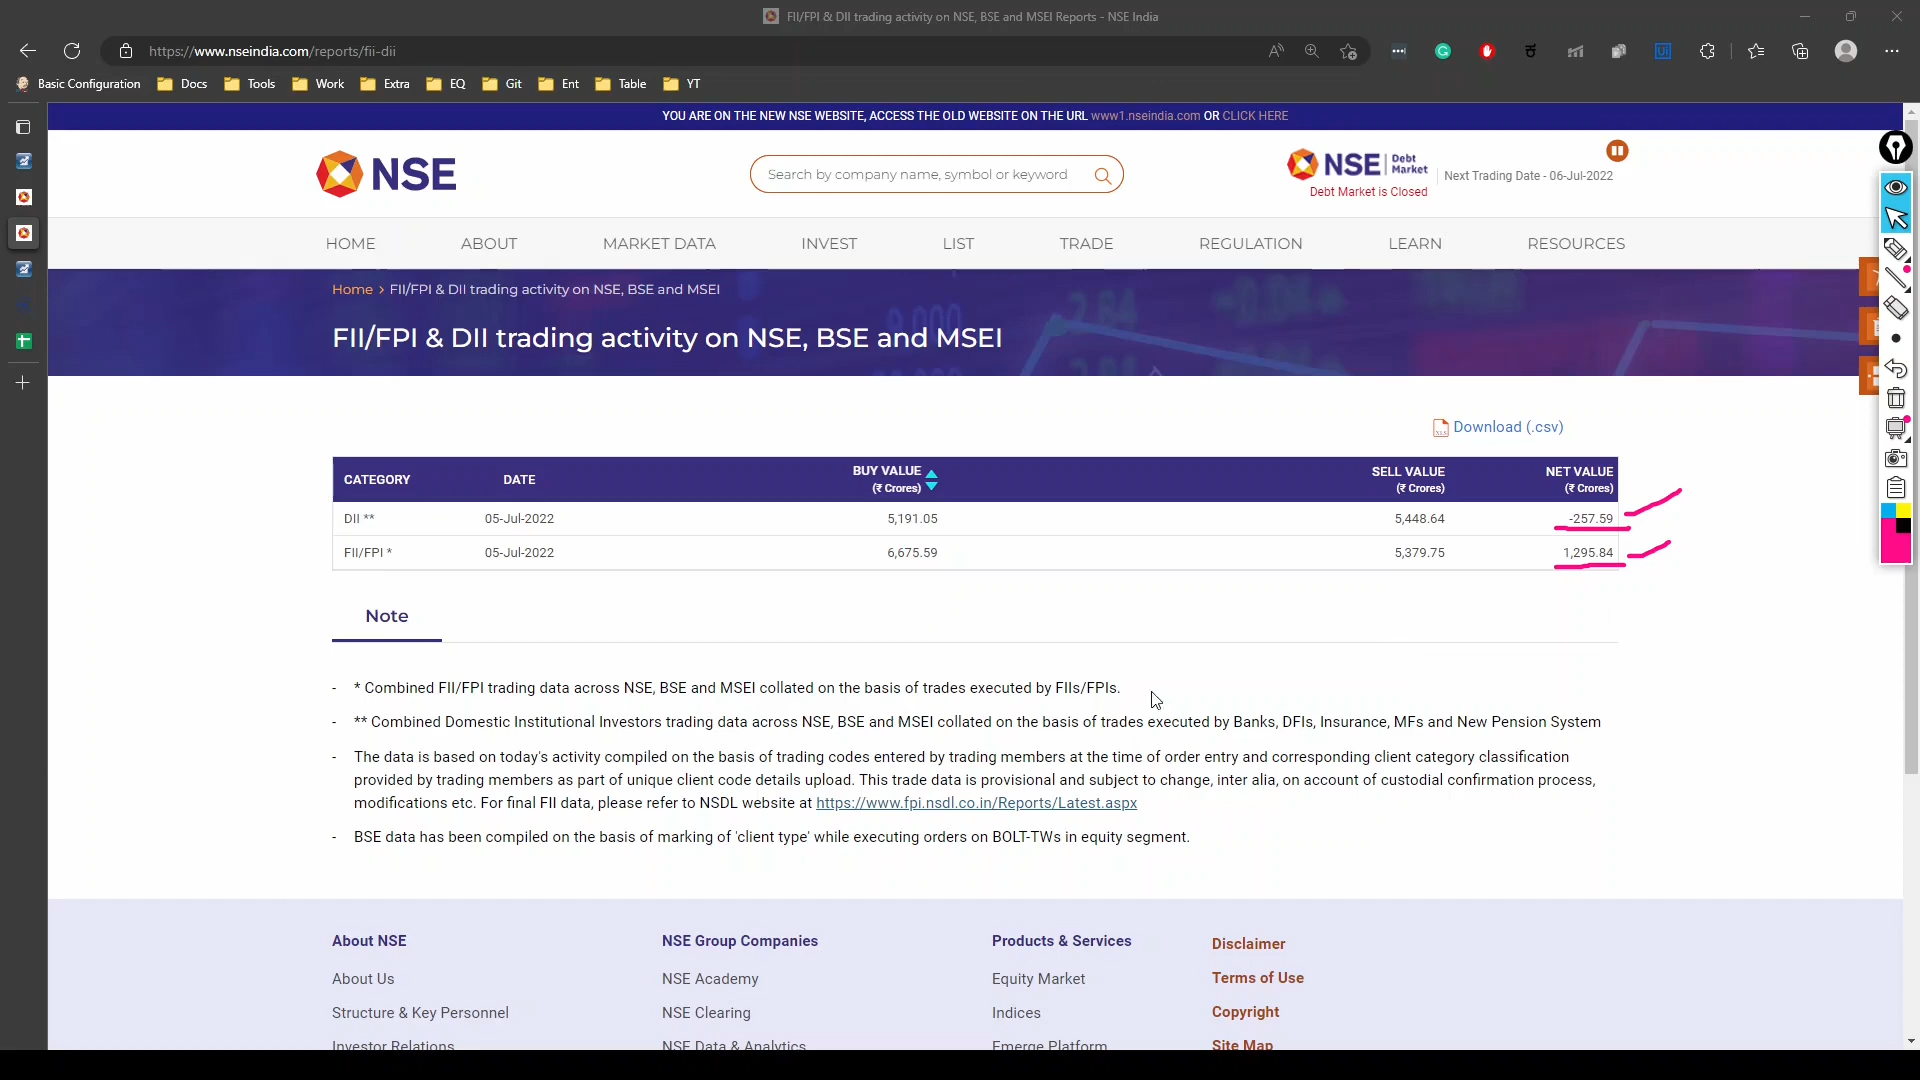 FII/FPI & DII trading activity on NSE, BSE and MSEI Reports - NSE India
https://www.nseindia.com/reports/fii-dii
Basic Configuration Docs Tools Work Extra EQ Git Ent Table YT
YOU ARE ON THE NEW NSE WEBSITE, ACCESS THE OLD WEBSITE ON THE URL www1.nseindia.com OR CLICK HERE
NSE
Search by company name, symbol or keyword
NSE Debt Market
Debt Market is Closed
Next Trading Date - 06-Jul-2022
HOME ABOUT MARKET DATA INVEST LIST TRADE REGULATION LEARN RESOURCES
Home > FII/FPI & DII trading activity on NSE, BSE and MSEI
FII/FPI & DII trading activity on NSE, BSE and MSEI
Download (.csv)
CATEGORY DATE BUY VALUE (₹ Crores) SELL VALUE (₹ Crores) NET VALUE (₹ Crores)
DII ** 05-Jul-2022 5,191.05 5,448.64 -257.59
FII/FPI * 05-Jul-2022 6,675.59 5,379.75 1,295.84
Note
- * Combined FII/FPI trading data across NSE, BSE and MSEI collated on the basis of trades executed by FIIs/FPIs.
- ** Combined Domestic Institutional Investors trading data across NSE, BSE and MSEI collated on the basis of trades executed by Banks, DFIs, Insurance, MFs and New Pension System
- The data is based on today's activity compiled on the basis of trading codes entered by trading members at the time of order entry and corresponding client category classification
provided by trading members as part of unique client code details upload. This trade data is provisional and subject to change, inter alia, on account of custodial confirmation process,
modifications etc. For final FII data, please refer to NSDL website at https://www.fpi.nsdl.co.in/Reports/Latest.aspx
- BSE data has been compiled on the basis of marking of 'client type' while executing orders on BOLT-TWs in equity segment.
About NSE NSE Group Companies Products & Services Disclaimer
About Us NSE Academy Equity Market Terms of Use
Structure & Key Personnel NSE Clearing Indices Copyright
Investor Relations NSE Data & Analytics Emerge Platform Site Map